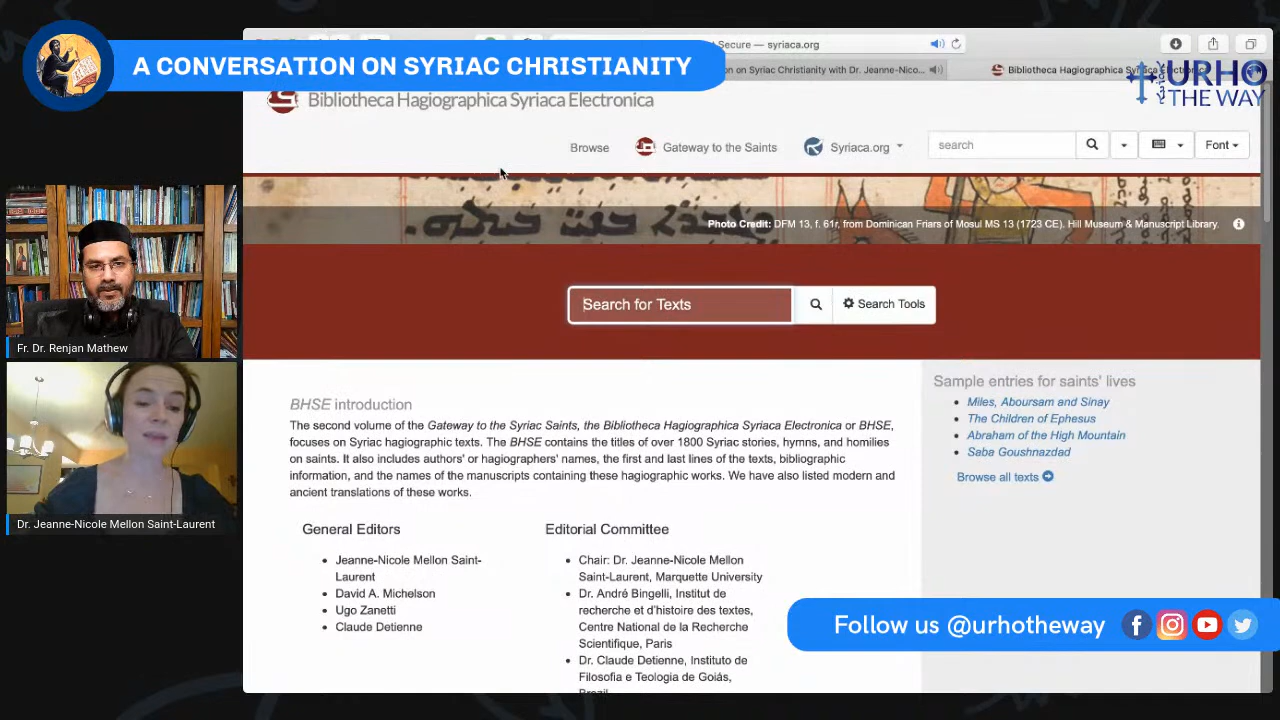 A CONVERSATION ON SYRIAC CHRISTIANITY
Secure — syriaca.org
on Syriac Christianity with Dr. Jeanne-Nico...
Bibliotheca Hagiographica
URHO
THE WAY
Bibliotheca Hagiographica Syriaca Electronica
Browse
Gateway to the Saints
Syriaca.org
search
Font
Photo Credit: DFM 13, f. 61r, from Dominican Friars of Mosul MS 13 (1723 CE). Hill Museum & Manuscript Library.
Search for Texts
Search Tools
Fr. Dr. Renjan Mathew
Dr. Jeanne-Nicole Mellon Saint-Laurent
BHSE introduction
The second volume of the Gateway to the Syriac Saints, the Bibliotheca Hagiographica Syriaca Electronica or BHSE,
focuses on Syriac hagiographic texts. The BHSE contains the titles of over 1800 Syriac stories, hymns, and homilies
on saints. It also includes authors' or hagiographers' names, the first and last lines of the texts, bibliographic
information, and the names of the manuscripts containing these hagiographic works. We have also listed modern and
ancient translations of these works.
General Editors
Jeanne-Nicole Mellon Saint-
Laurent
David A. Michelson
Ugo Zanetti
Claude Detienne
Editorial Committee
Chair: Dr. Jeanne-Nicole Mellon
Saint-Laurent, Marquette University
Dr. André Bingelli, Institut de
recherche et d'histoire des textes,
Centre National de la Recherche
Scientifique, Paris
Dr. Claude Detienne, Instituto de
Filosofia e Teologia de Goiás,
Brazil
Sample entries for saints' lives
Miles, Aboursam and Sinay
The Children of Ephesus
Abraham of the High Mountain
Saba Goushnazdad
Browse all texts
Follow us @urhotheway